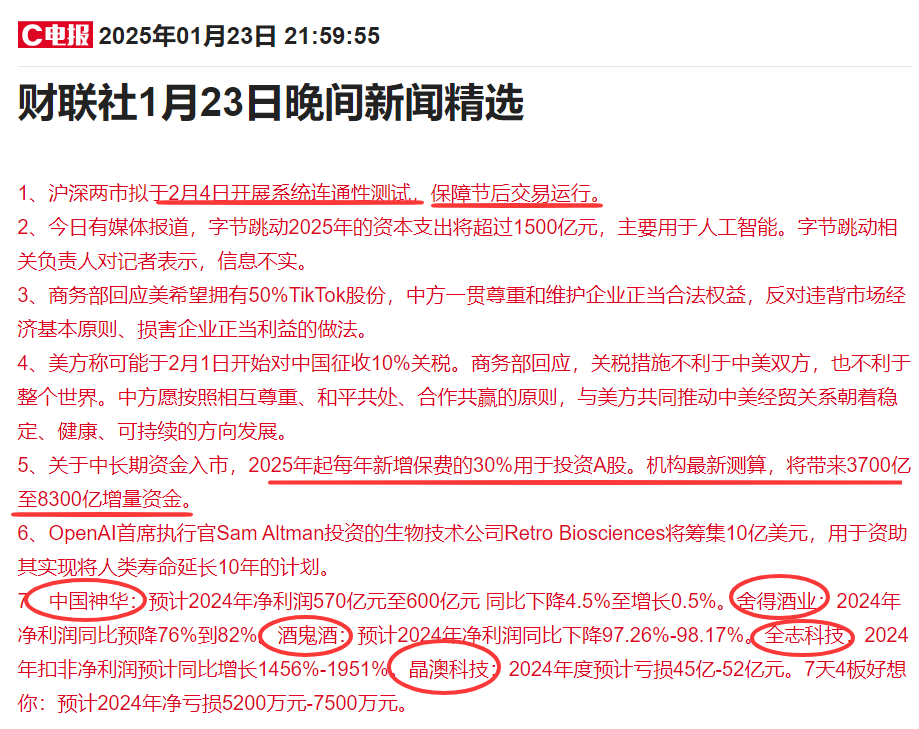 C电报 2025年01月23日 21:59:55
财联社1月23日晚间新闻精选
1、沪深两市拟于2月4日开展系统连通性测试，保障节后交易运行。
2、今日有媒体报道，字节跳动2025年的资本支出将超过1500亿元，主要用于人工智能。字节跳动相
关负责人对记者表示，信息不实。
3、商务部回应美希望拥有50%TikTok股份，中方一贯尊重和维护企业正当合法权益，反对违背市场经
济基本原则、损害企业正当利益的做法。
4、美方称可能于2月1日开始对中国征收10%关税。商务部回应，关税措施不利于中美双方，也不利于
整个世界。中方愿按照相互尊重、和平共处、合作共赢的原则，与美方共同推动中美经贸关系朝着稳
定、健康、可持续的方向发展。
5、关于中长期资金入市，2025年起每年新增保费的30%用于投资A股。机构最新测算，将带来3700亿
至8300亿增量资金。
6、OpenAI首席执行官Sam Altman投资的生物技术公司Retro Biosciences将筹集10亿美元，用于资助
其实现将人类寿命延长10年的计划。
7、中国神华：预计2024年净利润570亿元至600亿元 同比下降4.5%至增长0.5%。舍得酒业：2024年
净利润同比预降76%到82%。酒鬼酒：预计2024年净利润同比下降97.26%-98.17%。全志科技：2024
年扣非净利润预计同比增长1456%-1951%。晶澳科技：2024年度预计亏损45亿-52亿元。7天4板好想
你：预计2024年净亏损5200万元-7500万元。